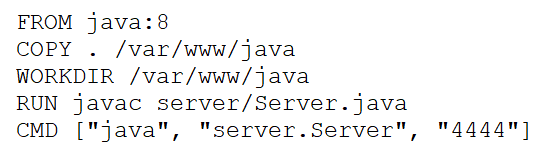 FROM java:8
COPY . /var/www/java
WORKDIR /var/www/java
RUN javac server/Server.java
CMD ["java", "server.Server", "4444"]